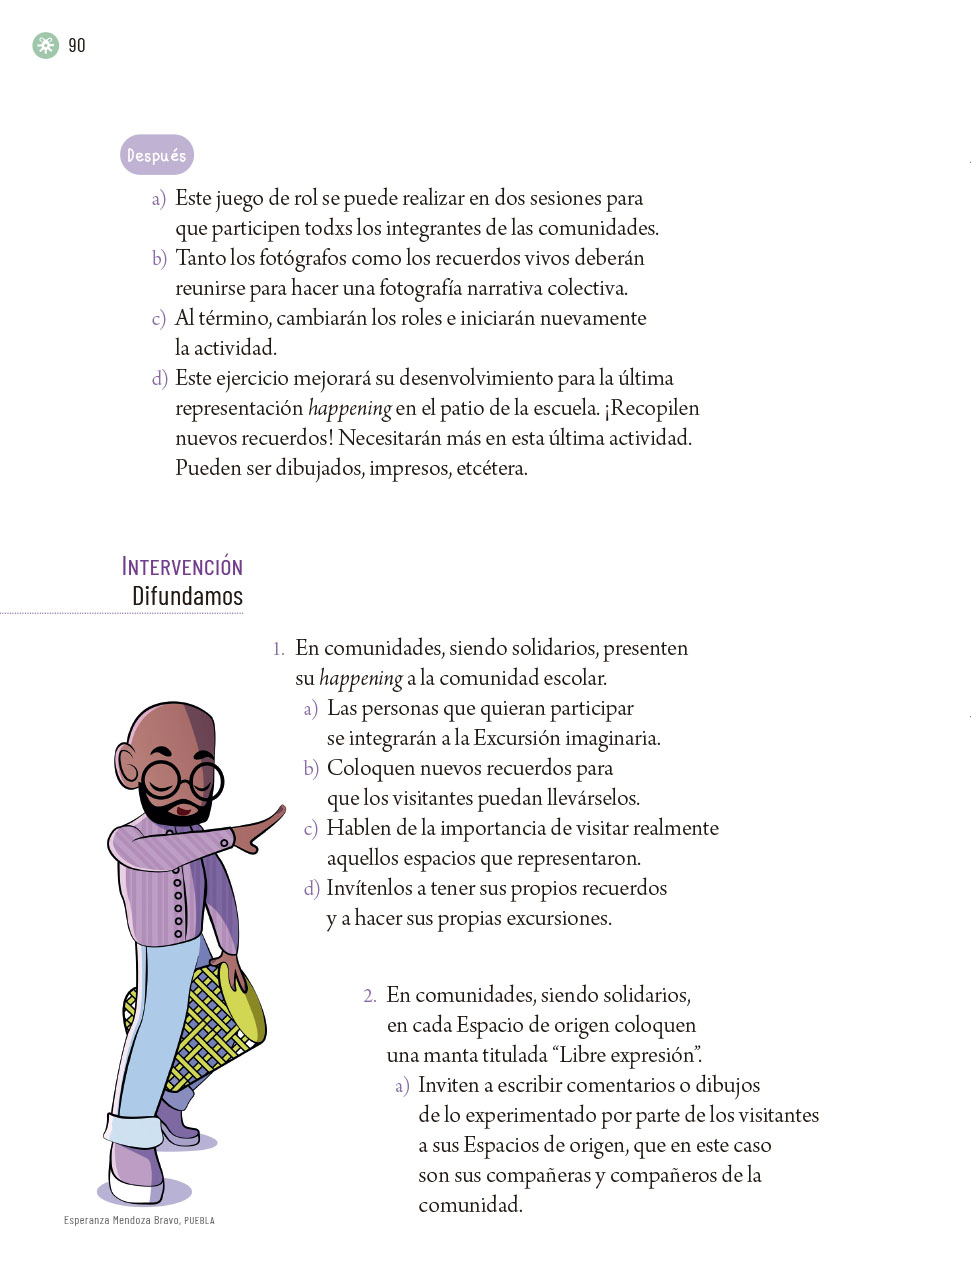 90
Después
a) Este juego de rol se puede realizar en dos sesiones para
que participen todxs los integrantes de las comunidades.
b) Tanto los fotógrafos como los recuerdos vivos deberán
reunirse para hacer una fotografía narrativa colectiva.
c) Al término, cambiarán los roles e iniciarán nuevamente
la actividad.
d) Este ejercicio mejorará su desenvolvimiento para la última
representación happening en el patio de la escuela. ¡Recopilen
nuevos recuerdos! Necesitarán más en esta última actividad.
Pueden ser dibujados, impresos, etcétera.
INTERVENCIÓN
Difundamos
1. En comunidades, siendo solidarios, presenten
su happening a la comunidad escolar.
a) Las personas que quieran participar
se integrarán a la Excursión imaginaria.
b) Coloquen nuevos recuerdos para
que los visitantes puedan llevárselos.
c) Hablen de la importancia de visitar realmente
aquellos espacios que representaron.
d) Invítenlos a tener sus propios recuerdos
y a hacer sus propias excursiones.
2. En comunidades, siendo solidarios,
en cada Espacio de origen coloquen
una manta titulada “Libre expresión”.
a) Inviten a escribir comentarios o dibujos
de lo experimentado por parte de los visitantes
a sus Espacios de origen, que en este caso
son sus compañeras y compañeros de la
comunidad.
Esperanza Mendoza Bravo, PUEBLA